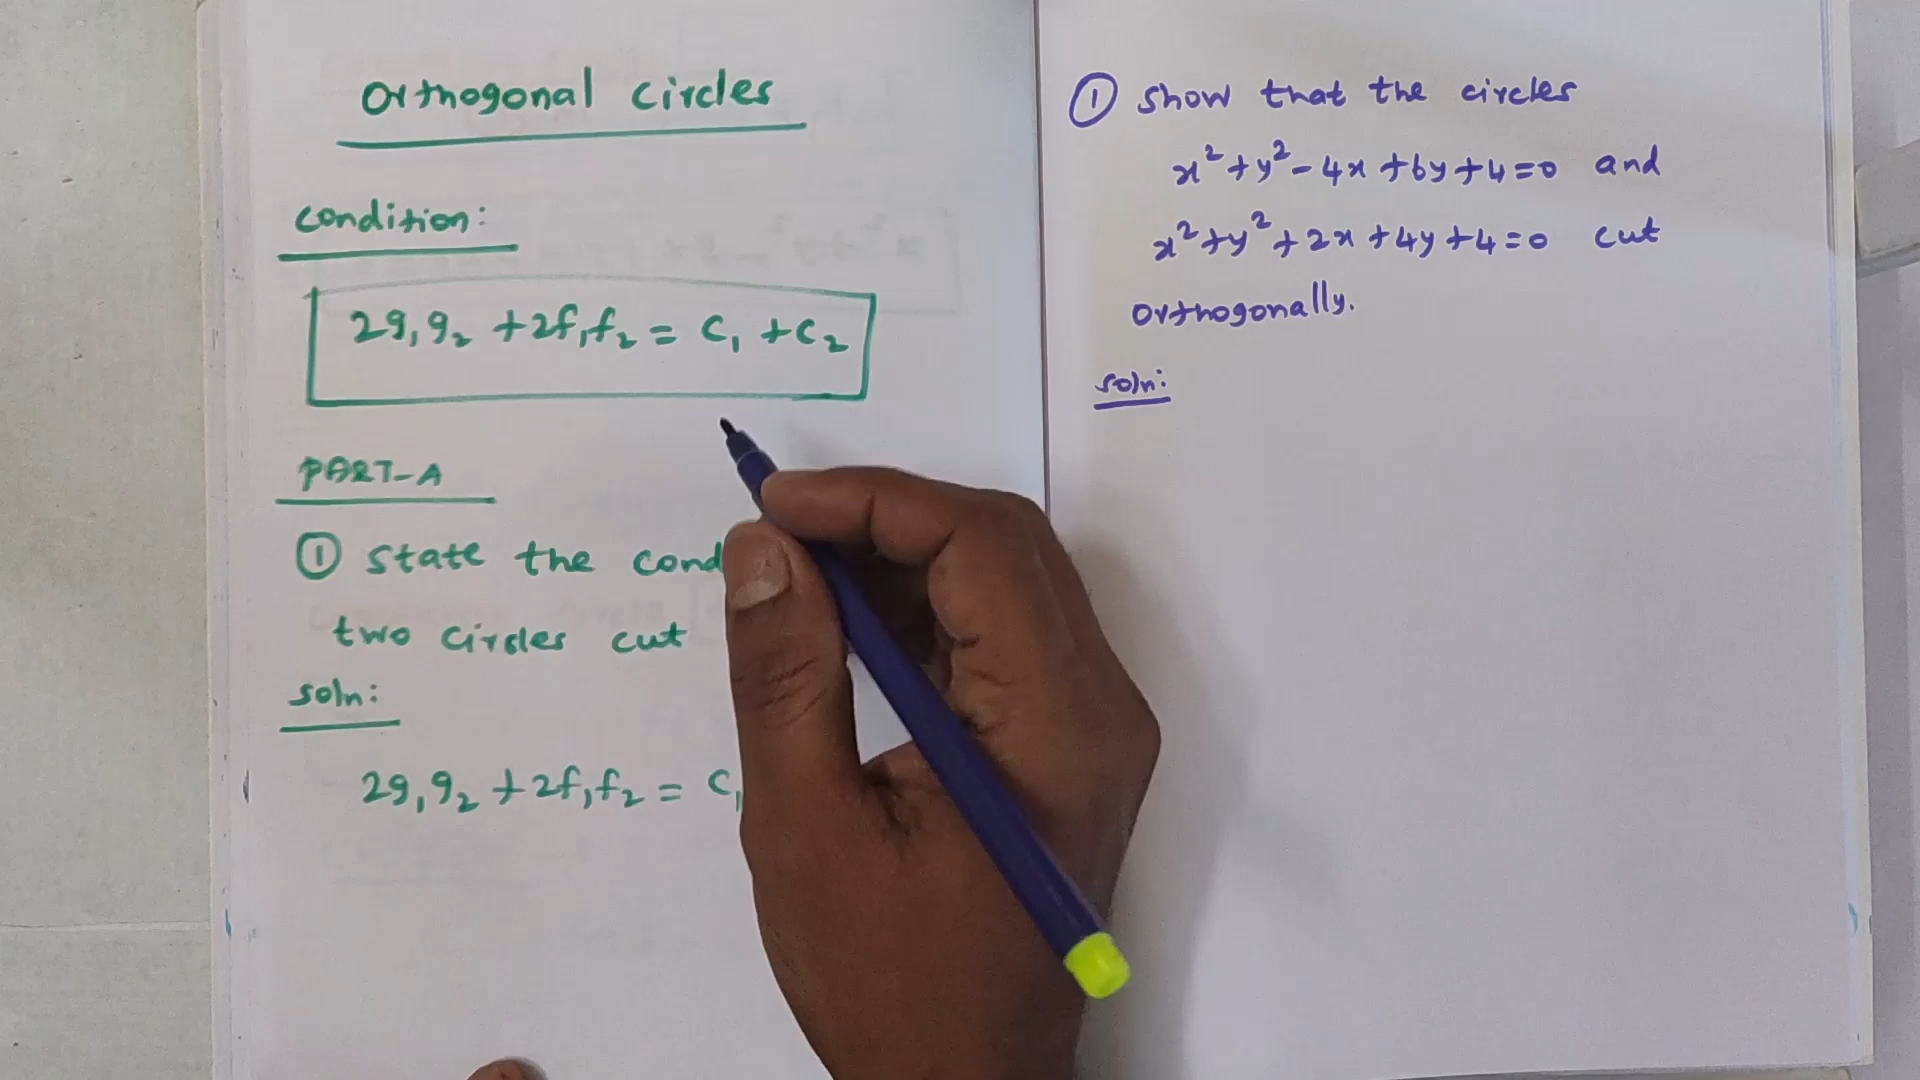 Orthogonal circles
condition:
2g₁g₂ + 2f₁f₂ = c₁ + c₂
PART-A
① state the cond
two circles cut
soln:
2g₁g₂ + 2f₁f₂ = c₁
① show that the circles
x² + y² - 4x + 6y + 4 = 0 and
x² + y² + 2x + 4y + 4 = 0 cut
orthogonally.
soln: